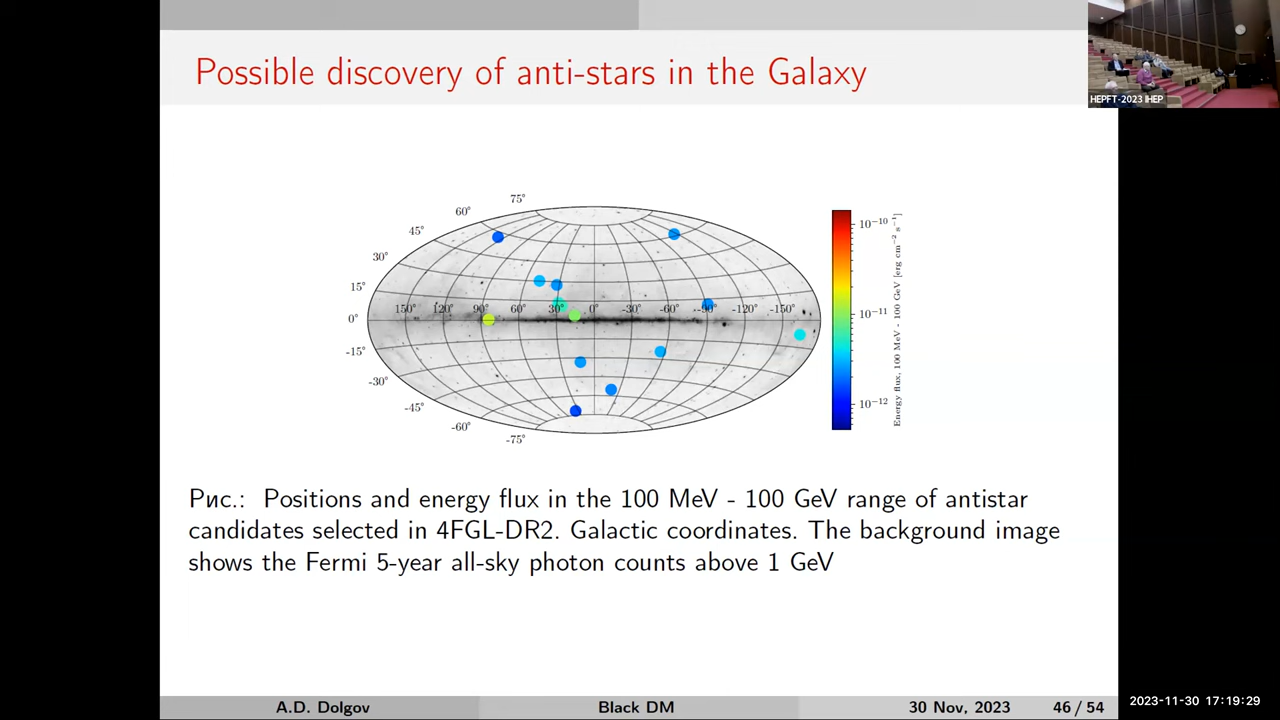 Possible discovery of anti-stars in the Galaxy
HEPFT-2023 IHEP
75°
60°
45°
30°
15°
0°
-15°
-30°
-45°
-60°
-75°
150° 120° 90° 60° 30° 0° -30° -60° -90° -120° -150°
10⁻¹⁰
10⁻¹¹
10⁻¹²
Energy flux, 100 MeV - 100 GeV [erg cm⁻² s⁻¹]
Рис.: Positions and energy flux in the 100 MeV - 100 GeV range of antistar
candidates selected in 4FGL-DR2. Galactic coordinates. The background image
shows the Fermi 5-year all-sky photon counts above 1 GeV
A.D. Dolgov Black DM 30 Nov, 2023 46 / 54
2023-11-30 17:19:29